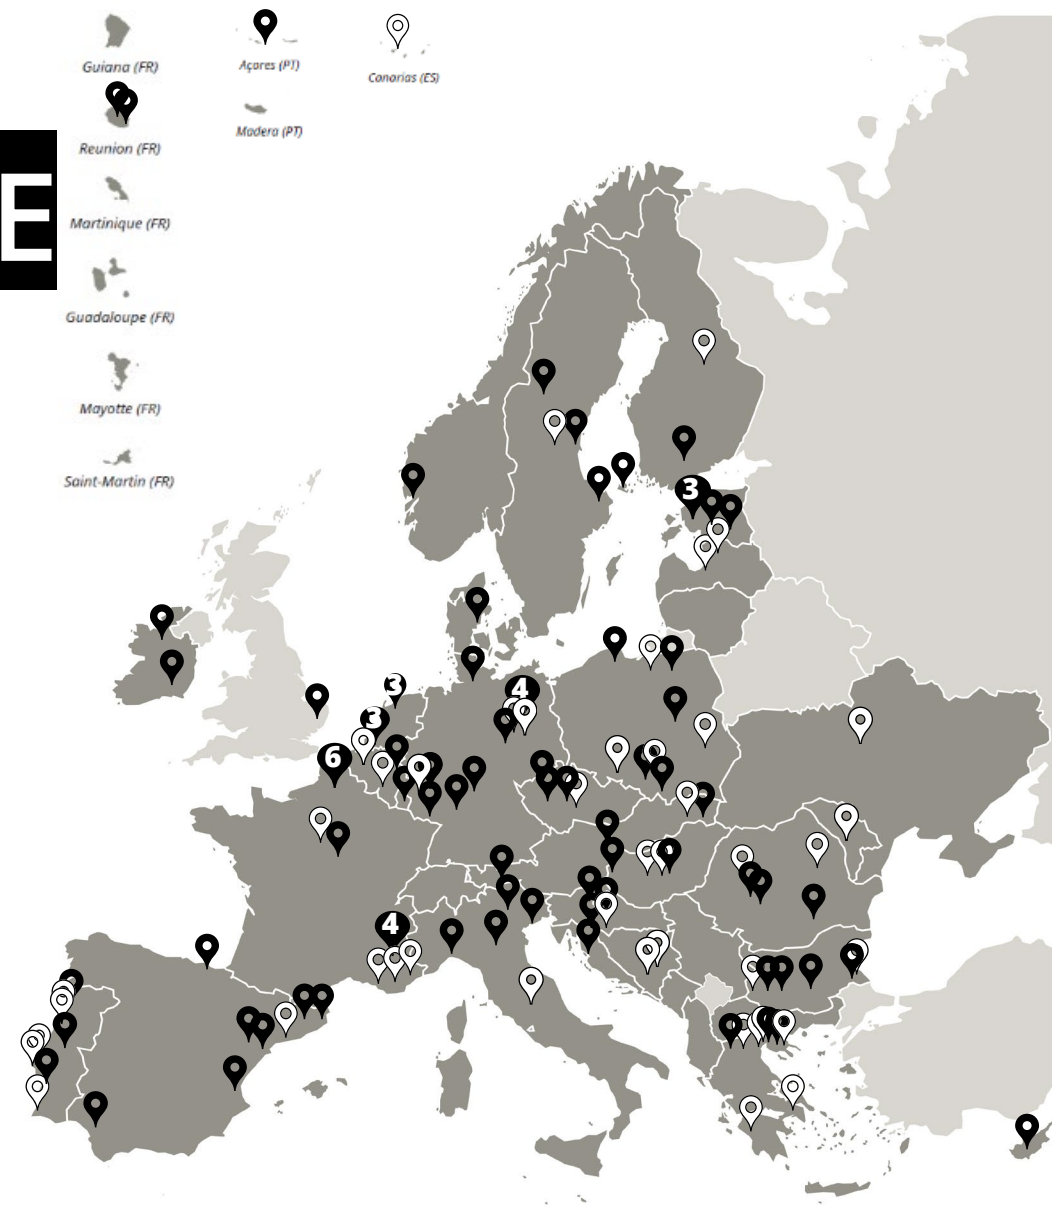 Guiana (FR)
Açores (PT)
Canarias (ES)
Madera (PT)
Reunion (FR)
E
Martinique (FR)
Guadaloupe (FR)
Mayotte (FR)
Saint-Martin (FR)
3
3
4
3
6
4